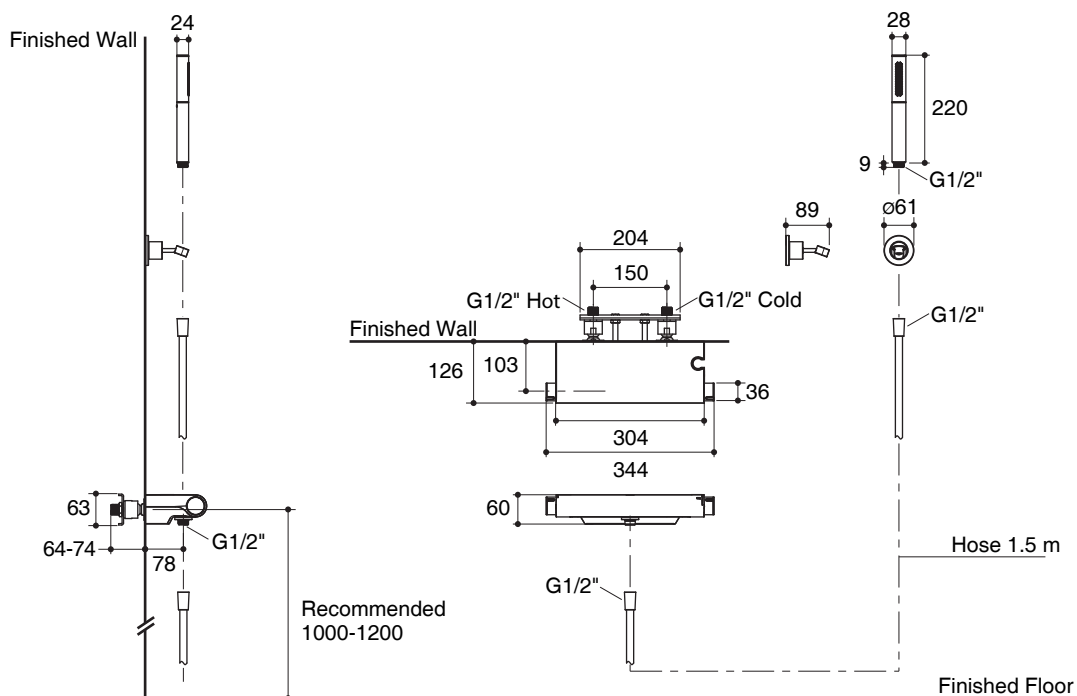 24
Finished Wall
28
220
9
G1/2"
89
ø61
204
150
G1/2" Hot
G1/2" Cold
Finished Wall
G1/2"
103
126
36
304
344
63
60
G1/2"
64-74
78
Hose 1.5 m
G1/2"
Recommended
1000-1200
Finished Floor